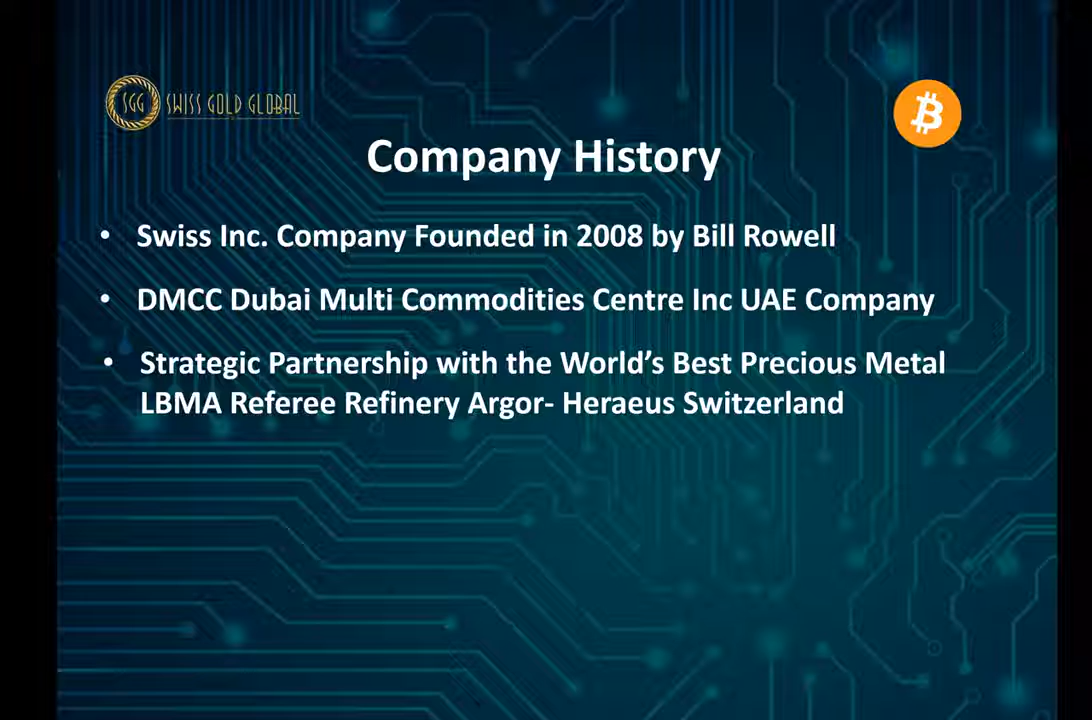 SGG SWISS GOLD GLOBAL
Company History
• Swiss Inc. Company Founded in 2008 by Bill Rowell
• DMCC Dubai Multi Commodities Centre Inc UAE Company
• Strategic Partnership with the World's Best Precious Metal
LBMA Referee Refinery Argor- Heraeus Switzerland